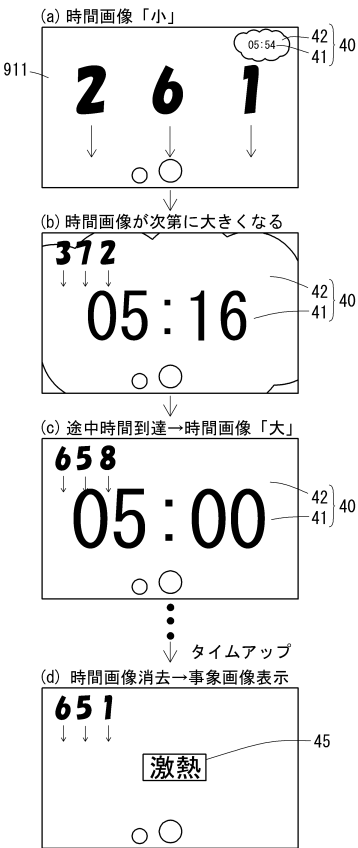 (a) 時間画像「小」
42
05:54
41
40
911
2 6 1
(b) 時間画像が次第に大きくなる
3 7 2
42
05:16
41
40
(c) 途中時間到達→時間画像「大」
6 5 8
42
05:00
41
40
タイムアップ
(d) 時間画像消去→事象画像表示
6 5 1
45
激熱